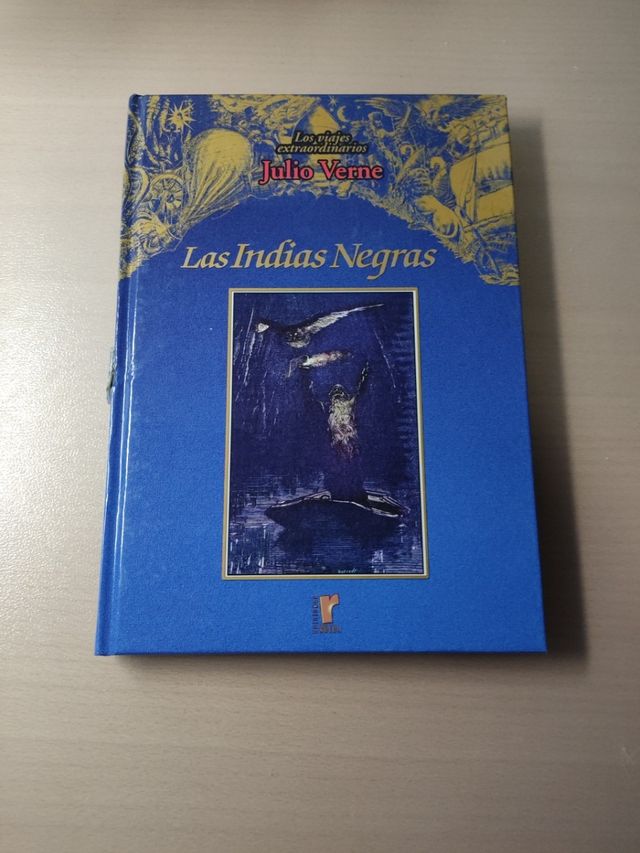 Los viajes
extraordinarios
Julio Verne
Las Indias Negras
r